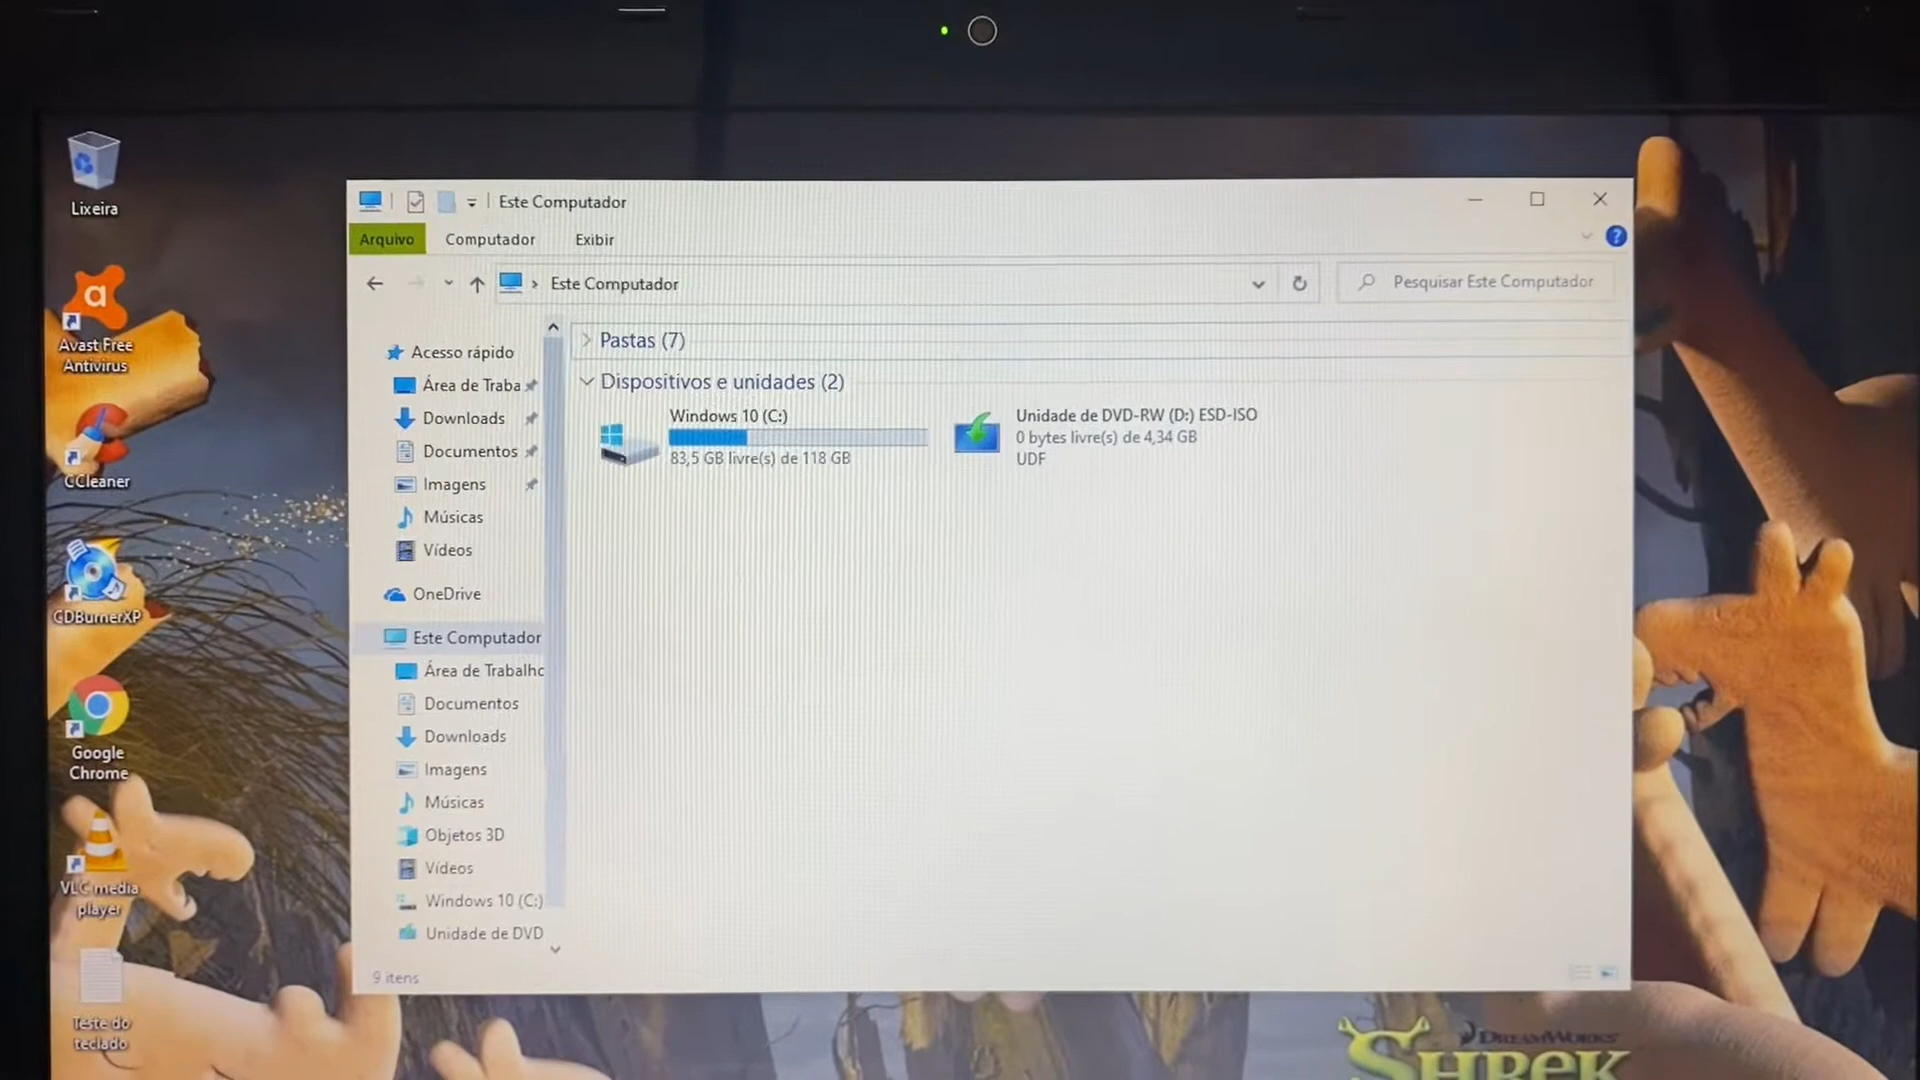 Lixeira
Avast Free
Antivirus
CCleaner
CDBurnerXP
Google
Chrome
VLC media
player
Teste do
teclado
Este Computador
Arquivo
Computador
Exibir
Este Computador
Pesquisar Este Computador
Acesso rápido
Área de Traba
Downloads
Documentos
Imagens
Músicas
Vídeos
OneDrive
Este Computador
Área de Trabalho
Documentos
Downloads
Imagens
Músicas
Objetos 3D
Vídeos
Windows 10 (C:)
Unidade de DVD
9 itens
Pastas (7)
Dispositivos e unidades (2)
Windows 10 (C:)
83,5 GB livre(s) de 118 GB
Unidade de DVD-RW (D:) ESD-ISO
0 bytes livre(s) de 4,34 GB
UDF
DREAMWORKS
SHREK